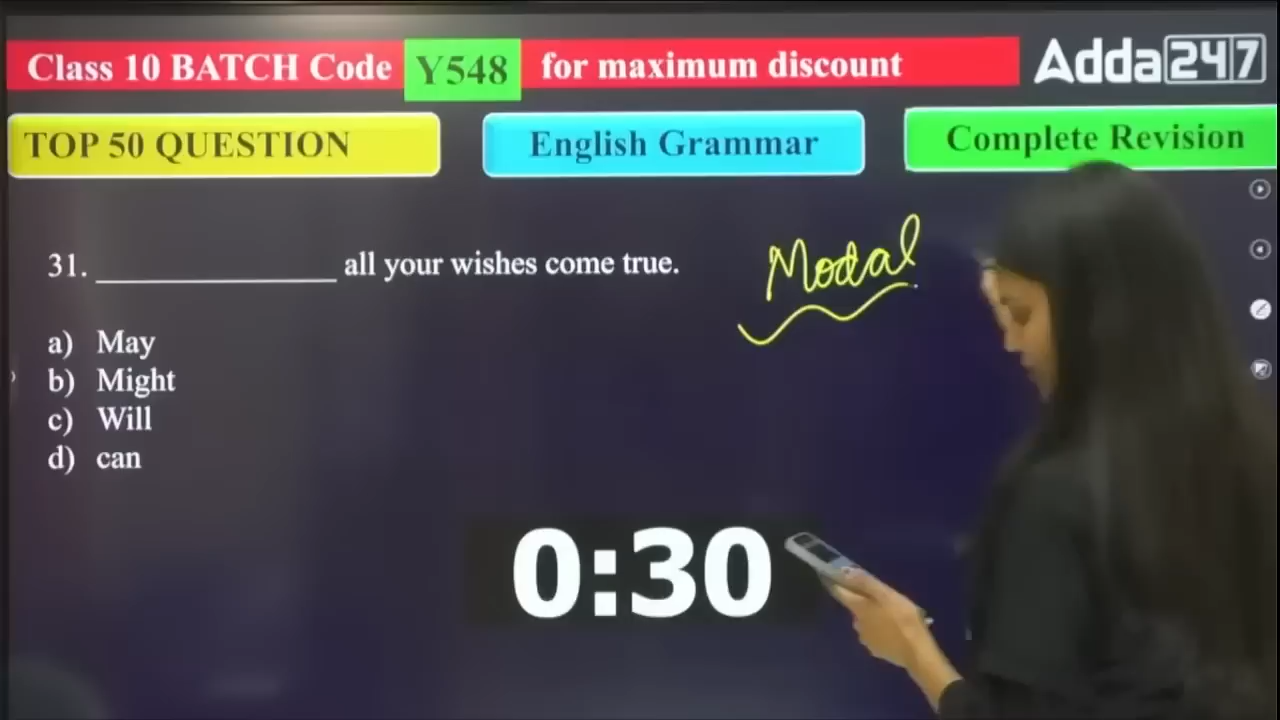 Class 10 BATCH Code Y548 for maximum discount
Adda247
TOP 50 QUESTION
English Grammar
Complete Revision
31. ________________ all your wishes come true.
Modal
a) May
b) Might
c) Will
d) can
0:30